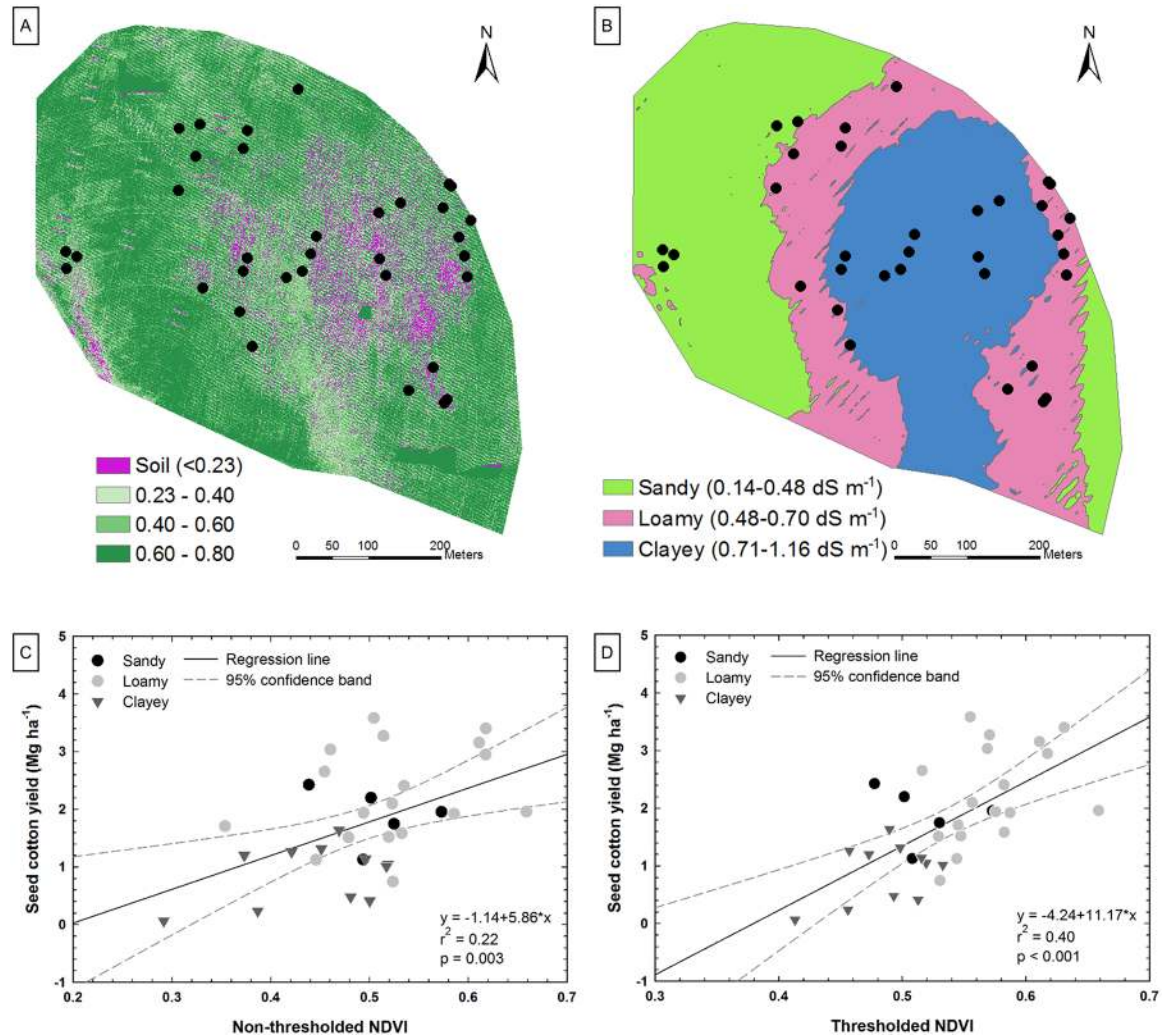 A
N
Soil (<0.23)
0.23 - 0.40
0.40 - 0.60
0.60 - 0.80
0 50 100 200
Meters
B
N
Sandy (0.14-0.48 dS m⁻¹)
Loamy (0.48-0.70 dS m⁻¹)
Clayey (0.71-1.16 dS m⁻¹)
0 50 100 200
Meters
C
Seed cotton yield (Mg ha⁻¹)
5
4
3
2
1
0
-1
Sandy
Loamy
Clayey
Regression line
95% confidence band
y = -1.14+5.86*x
r² = 0.22
p = 0.003
0.2 0.3 0.4 0.5 0.6 0.7
Non-thresholded NDVI
D
Seed cotton yield (Mg ha⁻¹)
5
4
3
2
1
0
-1
Sandy
Loamy
Clayey
Regression line
95% confidence band
y = -4.24+11.17*x
r² = 0.40
p < 0.001
0.3 0.4 0.5 0.6 0.7
Thresholded NDVI